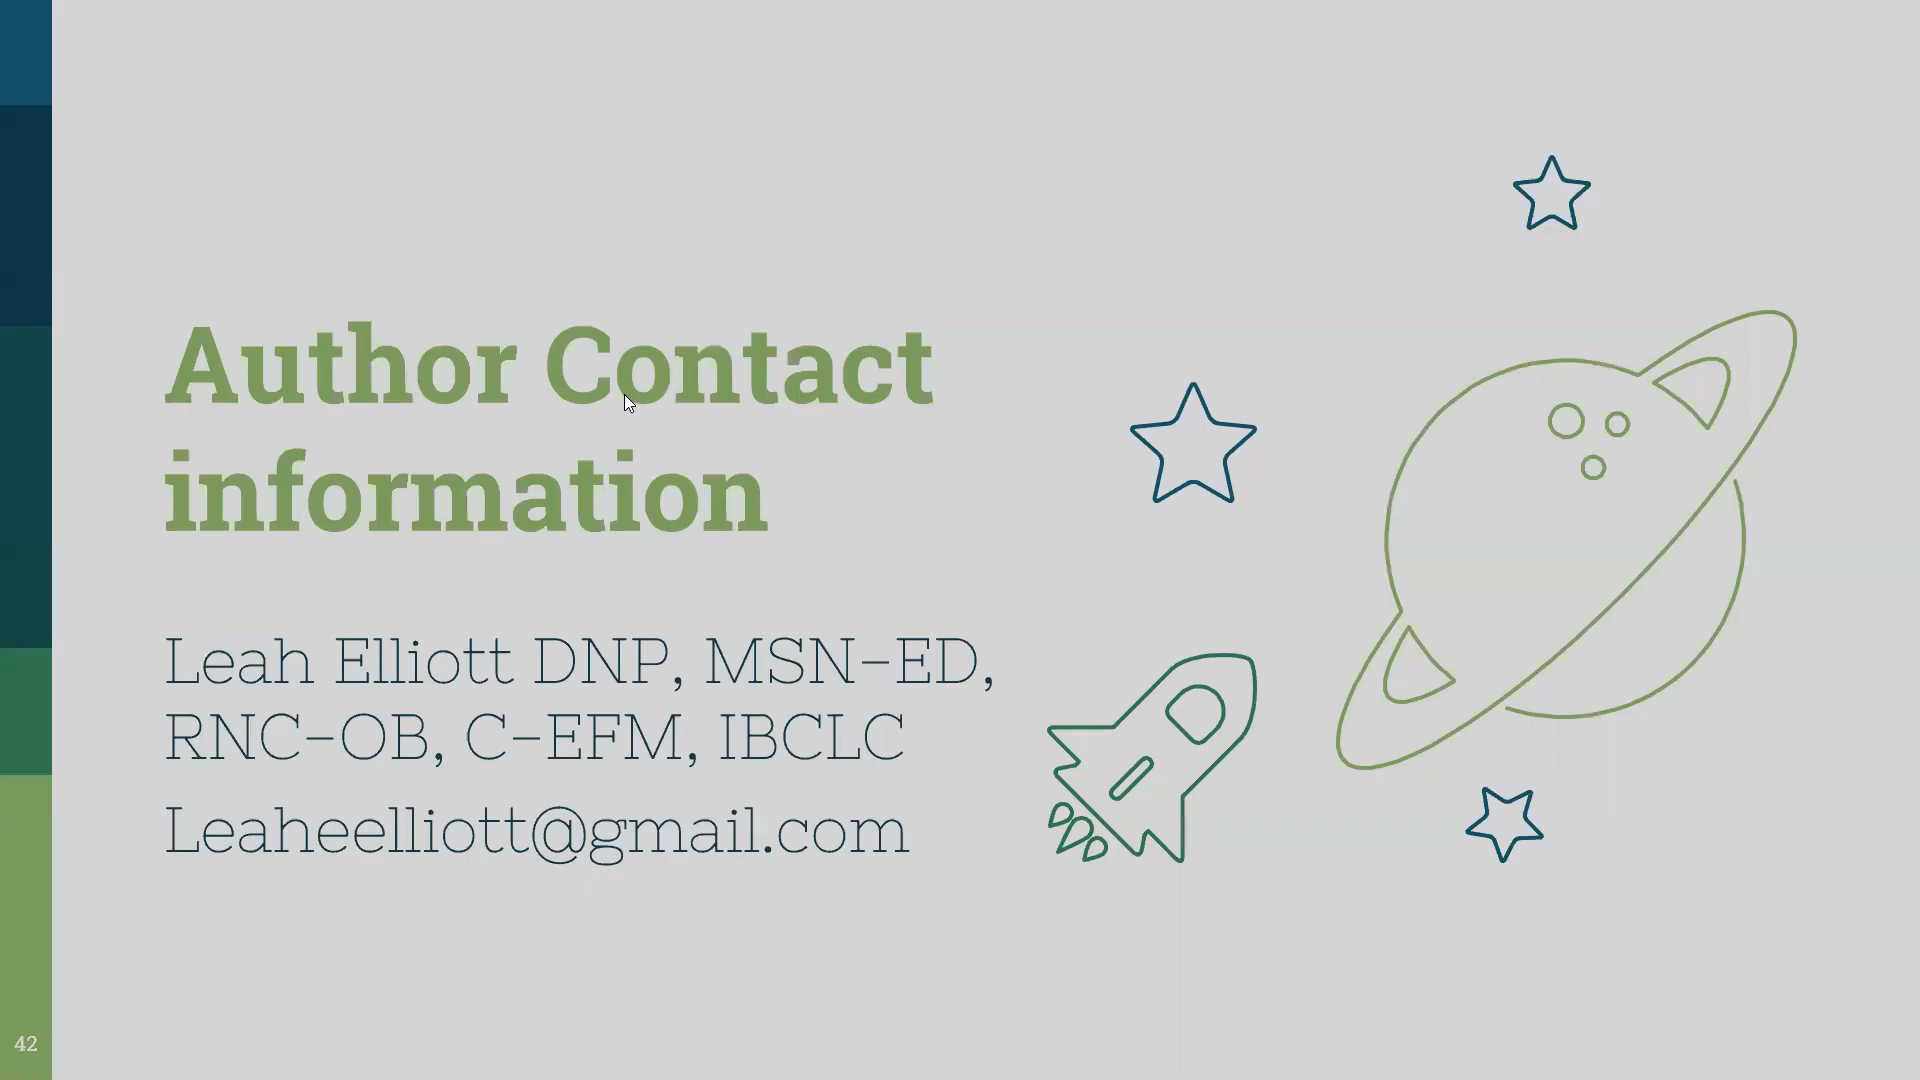 Author Contact
information
Leah Elliott DNP, MSN-ED,
RNC-OB, C-EFM, IBCLC
Leaheelliott@gmail.com
42